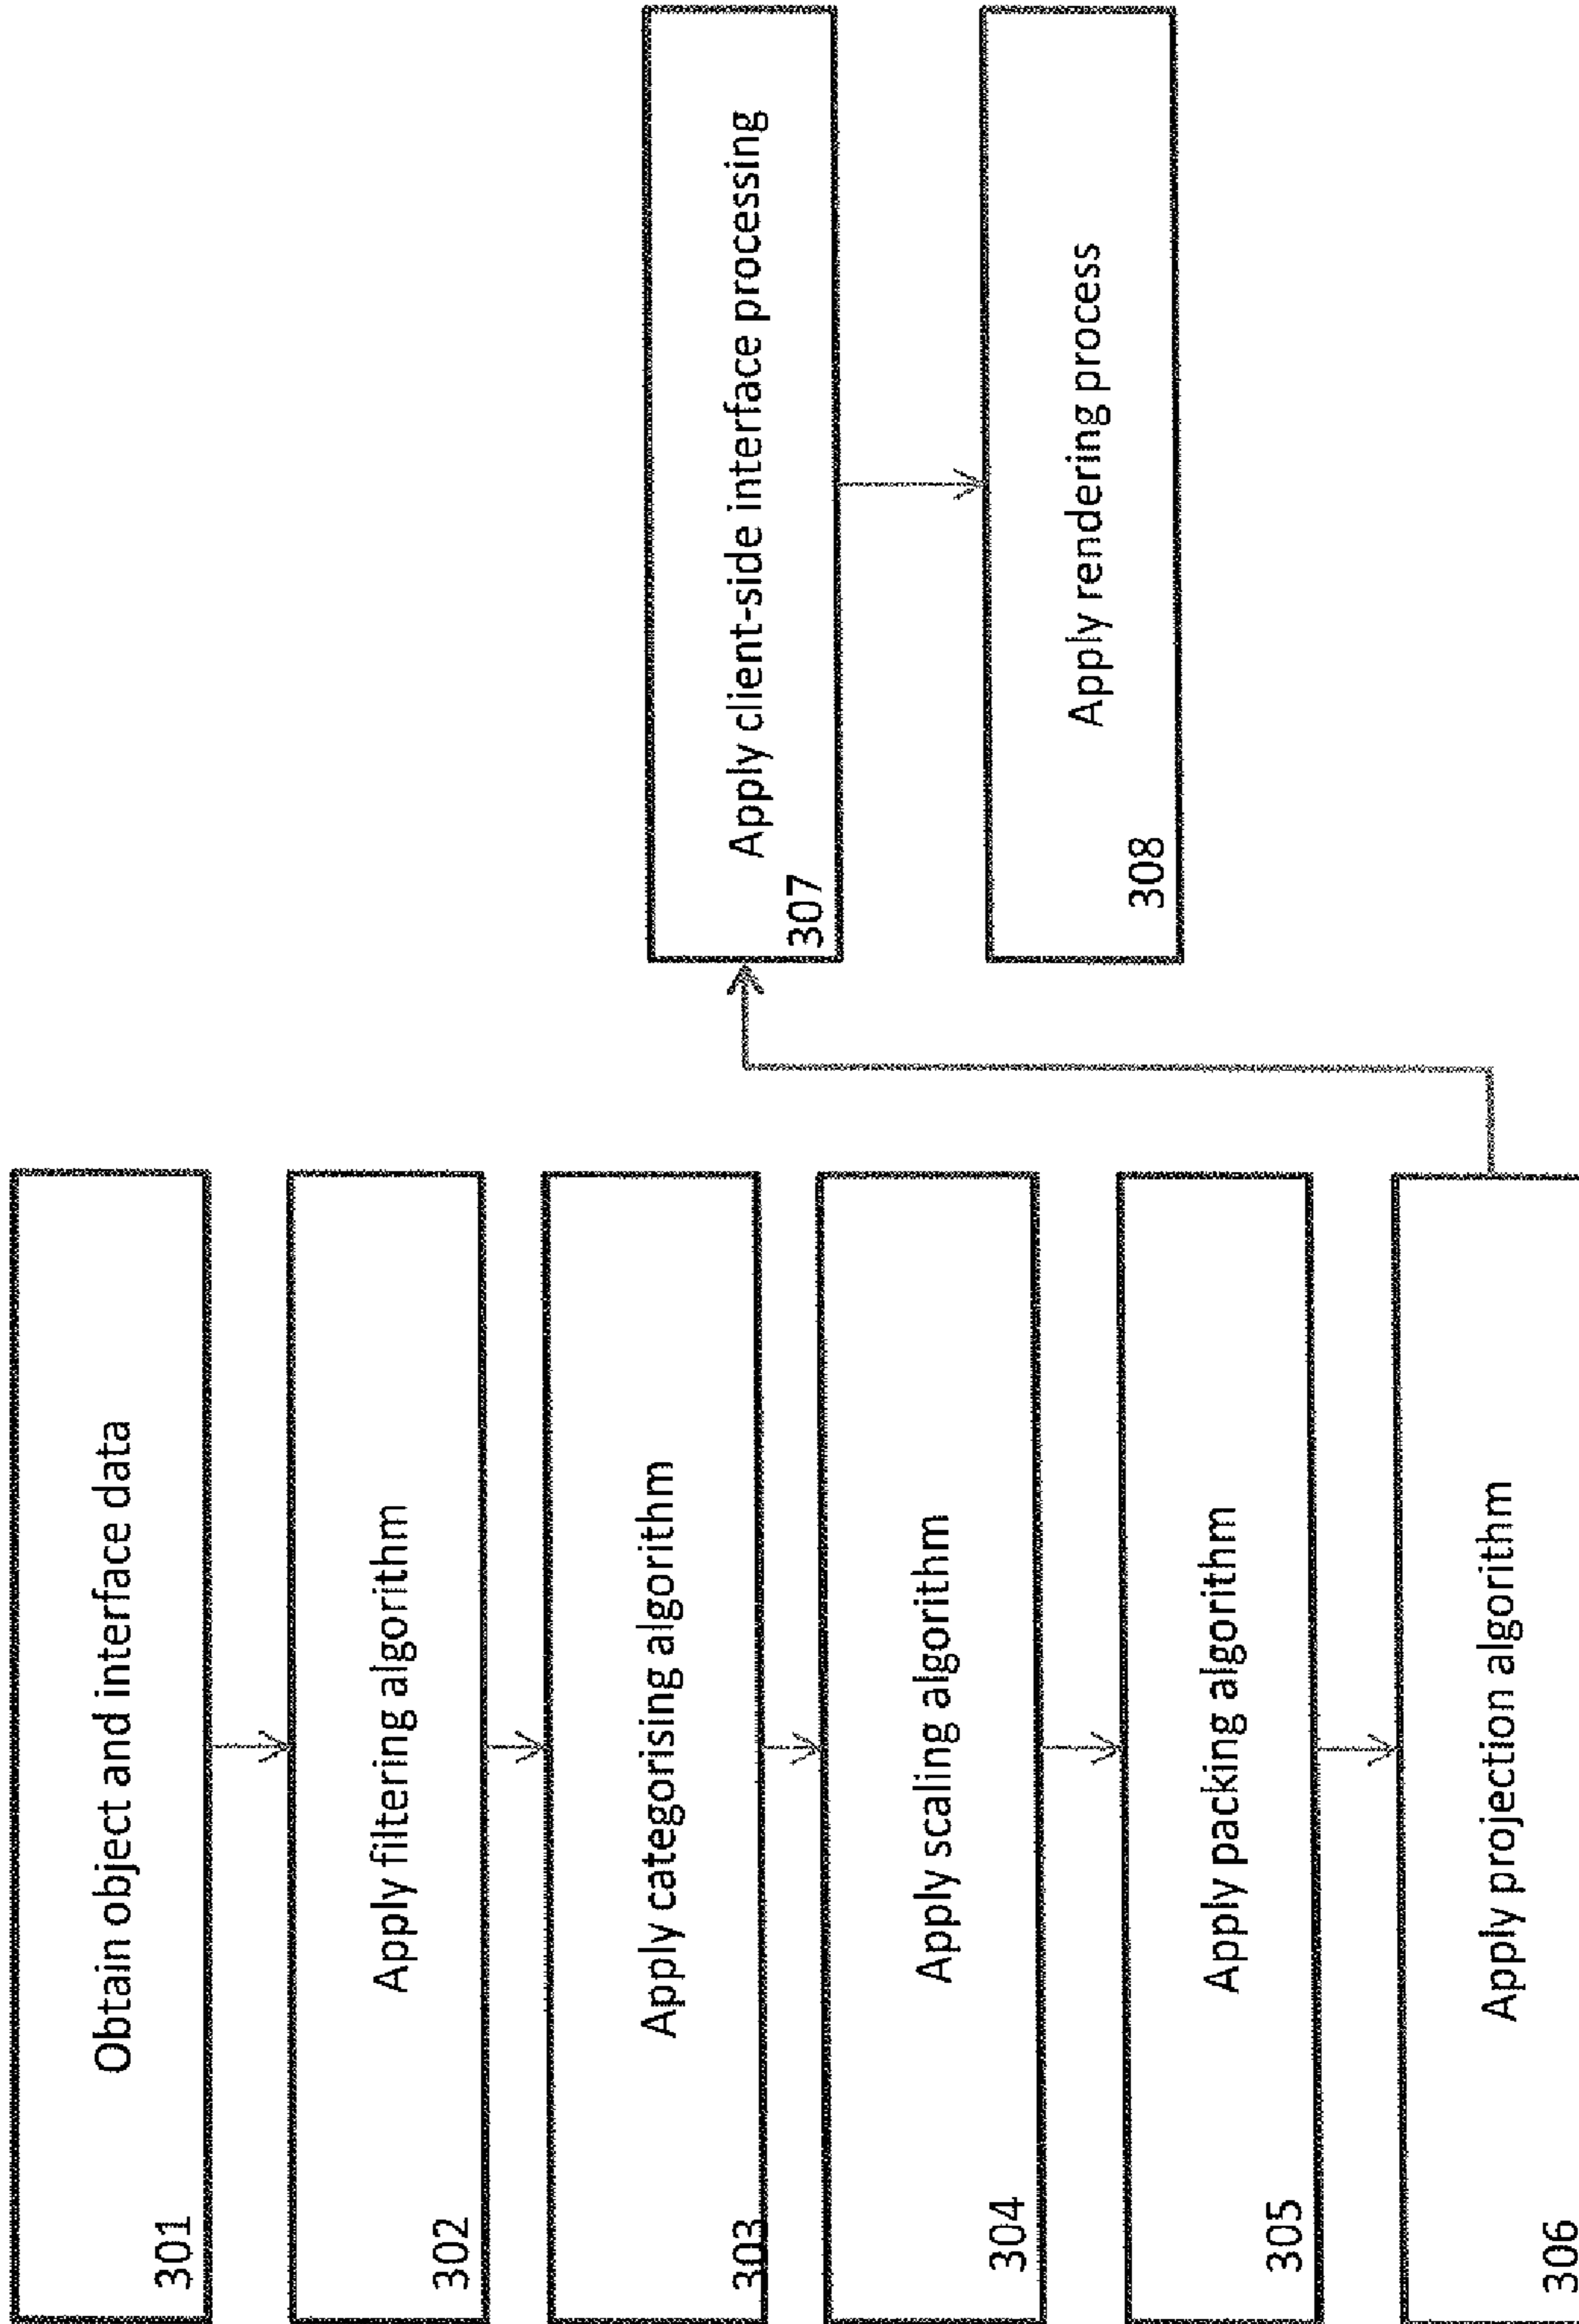 Obtain object and interface data
301
Apply filtering algorithm
302
Apply categorising algorithm
303
Apply scaling algorithm
304
Apply packing algorithm
305
Apply projection algorithm
306
Apply client-side interface processing
307
Apply rendering process
308